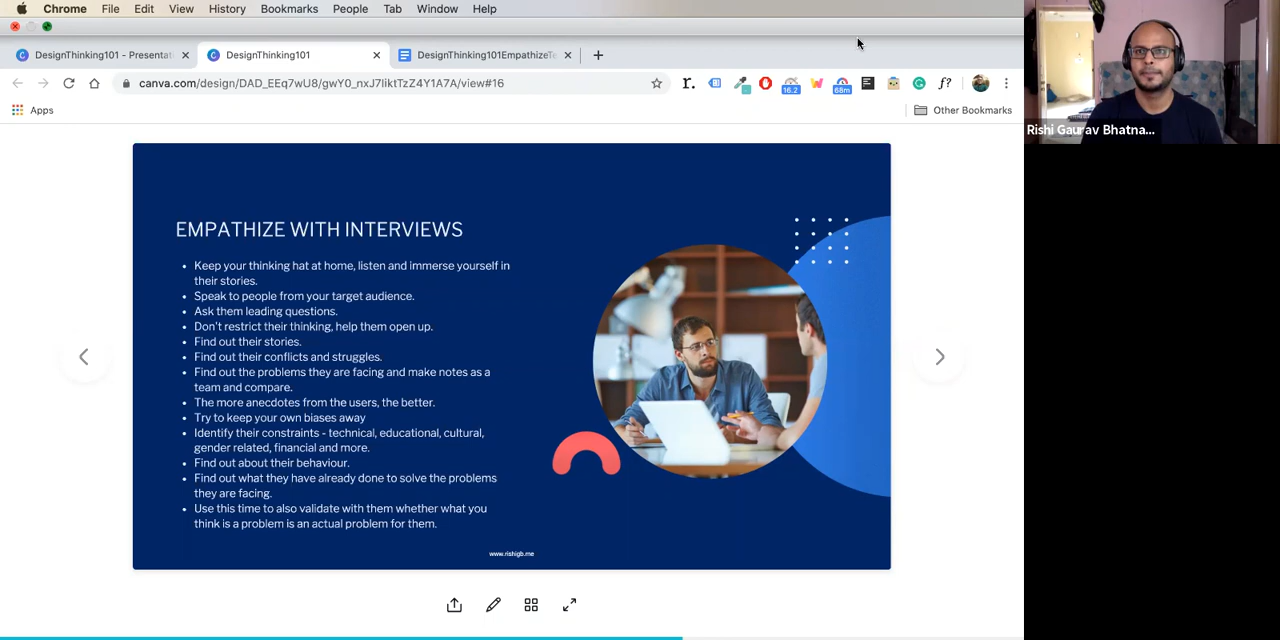 Chrome File Edit View History Bookmarks People Tab Window Help
DesignThinking101 - Presentati
DesignThinking101
DesignThinking101EmpathizeTe
canva.com/design/DAD_EEq7wU8/gwY0_nxJ7IiktTzZ4Y1A7A/view#16
r.
16.2
68m
f?
Apps
Other Bookmarks
Rishi Gaurav Bhatna...
EMPATHIZE WITH INTERVIEWS
• Keep your thinking hat at home, listen and immerse yourself in
their stories.
• Speak to people from your target audience.
• Ask them leading questions.
• Don't restrict their thinking, help them open up.
• Find out their stories.
• Find out their conflicts and struggles.
• Find out the problems they are facing and make notes as a
team and compare.
• The more anecdotes from the users, the better.
• Try to keep your own biases away
• Identify their constraints - technical, educational, cultural,
gender related, financial and more.
• Find out about their behaviour.
• Find out what they have already done to solve the problems
they are facing.
• Use this time to also validate with them whether what you
think is a problem is an actual problem for them.
www.rishigb.me